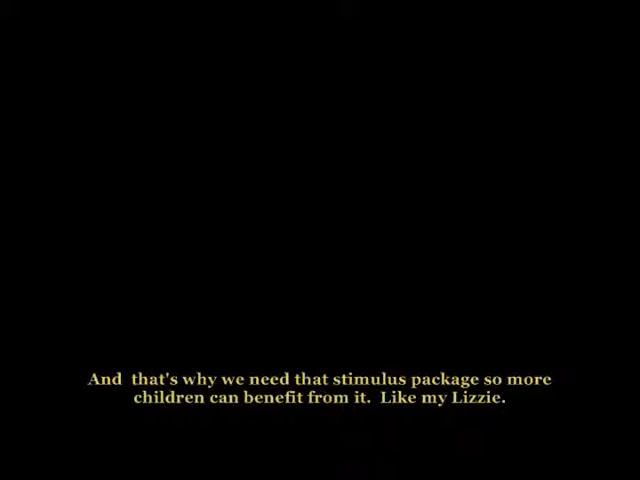 And  that's why we need that stimulus package so more
children can benefit from it.  Like my Lizzie.